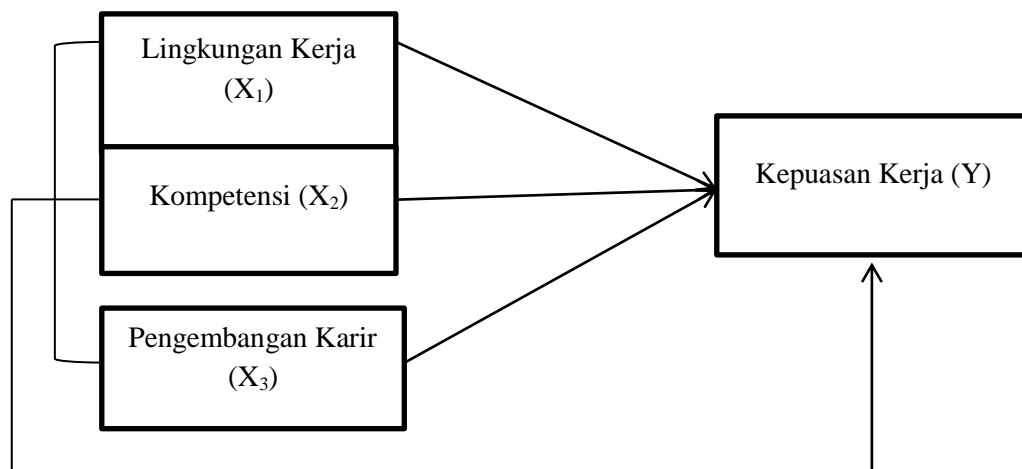 Lingkungan Kerja
(X₁)
Kompetensi (X₂)
Kepuasan Kerja (Y)
Pengembangan Karir
(X₃)